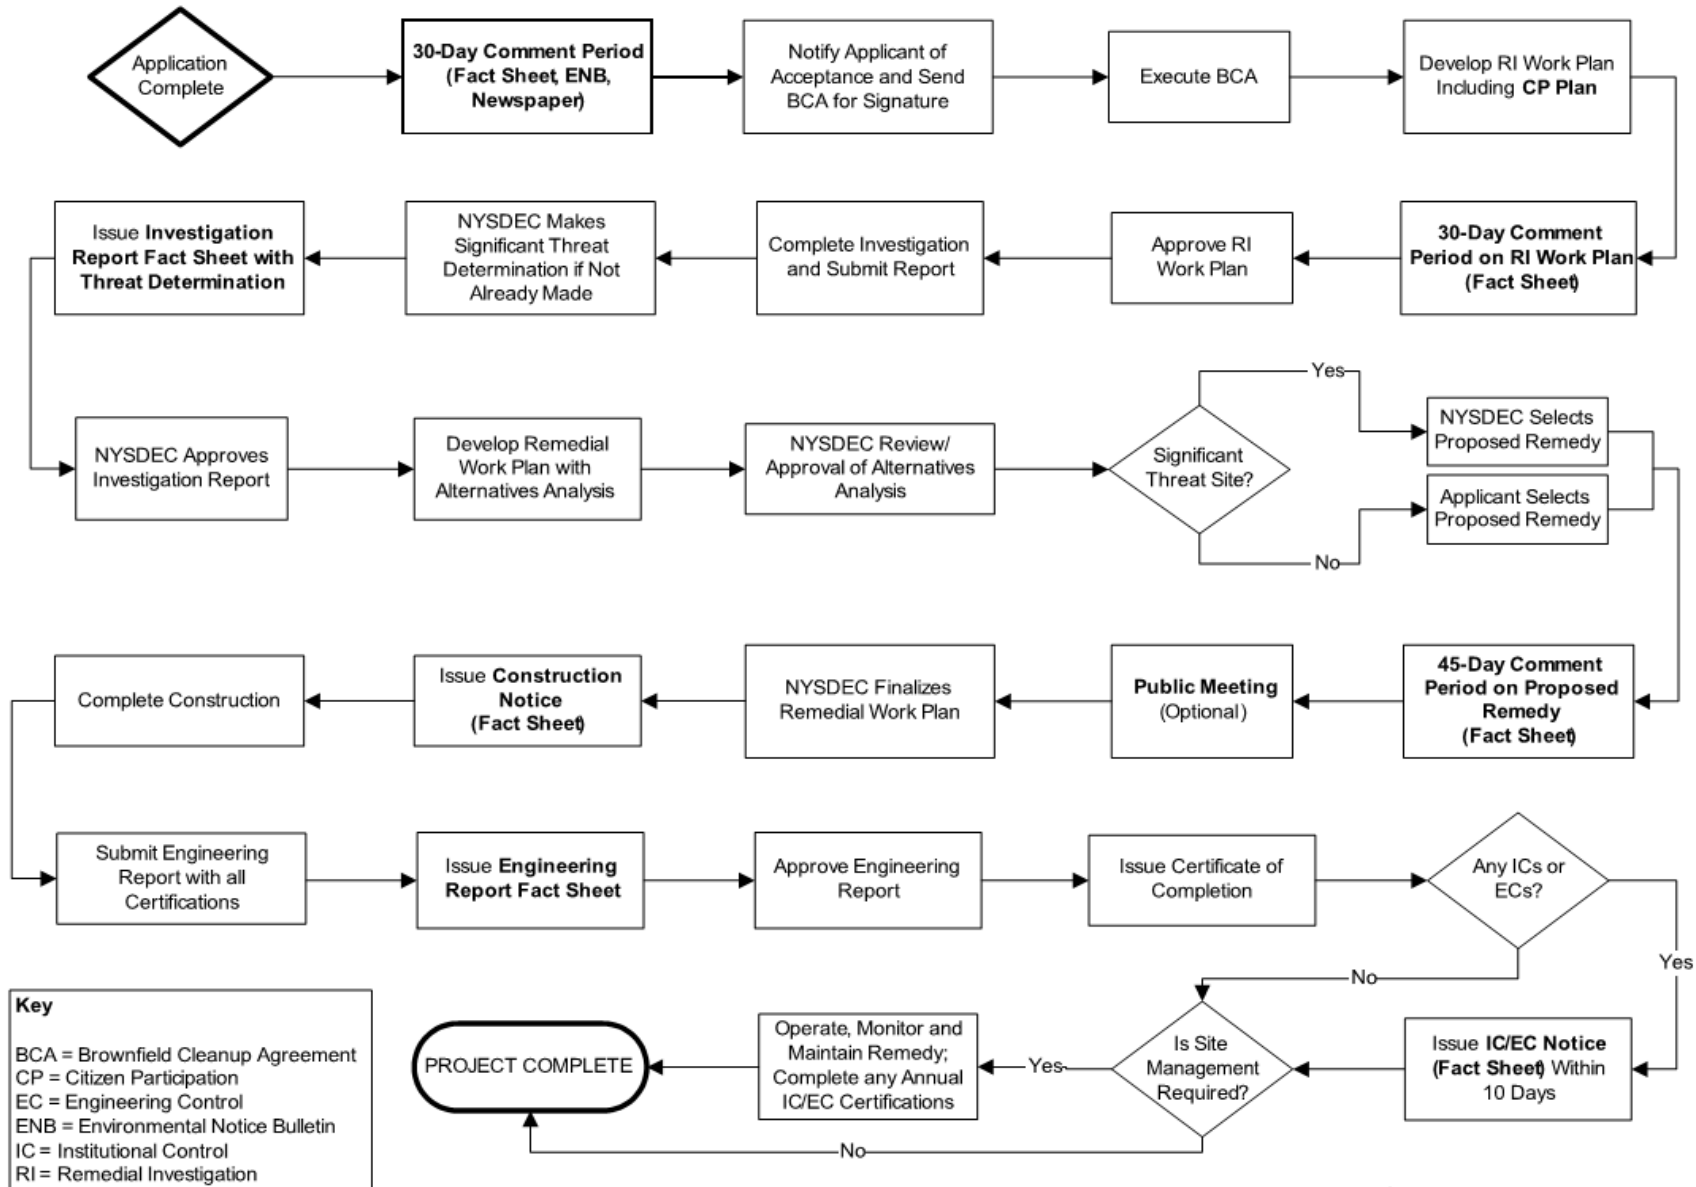 Application
Complete
30-Day Comment Period
(Fact Sheet, ENB,
Newspaper)
Notify Applicant of
Acceptance and Send
BCA for Signature
Execute BCA
Develop RI Work Plan
Including CP Plan
Issue Investigation
Report Fact Sheet with
Threat Determination
NYSDEC Makes
Significant Threat
Determination if Not
Already Made
Complete Investigation
and Submit Report
Approve RI
Work Plan
30-Day Comment
Period on RI Work Plan
(Fact Sheet)
NYSDEC Approves
Investigation Report
Develop Remedial
Work Plan with
Alternatives Analysis
NYSDEC Review/
Approval of Alternatives
Analysis
Significant
Threat Site?
Yes
No
NYSDEC Selects
Proposed Remedy
Applicant Selects
Proposed Remedy
Complete Construction
Issue Construction
Notice
(Fact Sheet)
NYSDEC Finalizes
Remedial Work Plan
Public Meeting
(Optional)
45-Day Comment
Period on Proposed
Remedy
(Fact Sheet)
Submit Engineering
Report with all
Certifications
Issue Engineering
Report Fact Sheet
Approve Engineering
Report
Issue Certificate of
Completion
Any ICs or
ECs?
Yes
No
PROJECT COMPLETE
Operate, Monitor and
Maintain Remedy;
Complete any Annual
IC/EC Certifications
Yes
Is Site
Management
Required?
Issue IC/EC Notice
(Fact Sheet) Within
10 Days
No
Key
BCA = Brownfield Cleanup Agreement
CP = Citizen Participation
EC = Engineering Control
ENB = Environmental Notice Bulletin
IC = Institutional Control
RI = Remedial Investigation